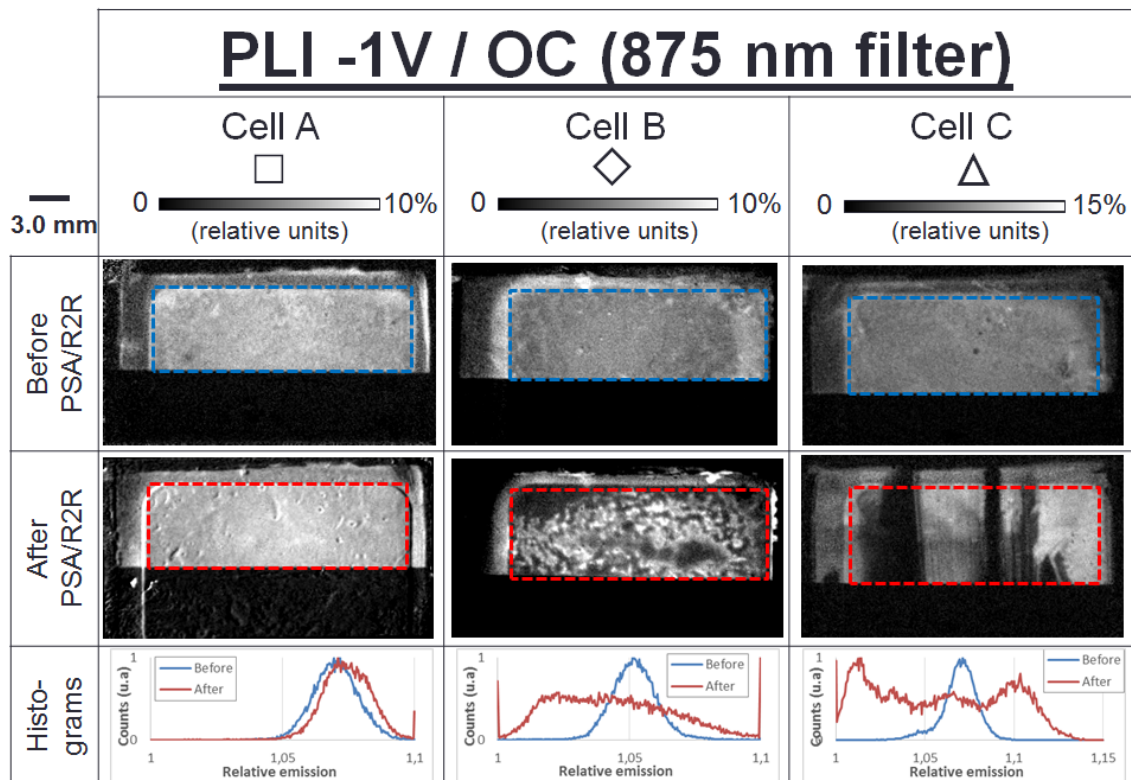 PLI -1V / OC (875 nm filter)
Cell A
Cell B
Cell C
3.0 mm
0 10%
(relative units)
0 10%
(relative units)
0 15%
(relative units)
Before
PSA/R2R
After
PSA/R2R
Histo-
grams
Counts (u.a)
1
0
Before
After
1 1,05 1,1
Relative emission
Counts (u.a)
1
0
Before
After
1 1,05 1,1
Relative emission
Counts (u.a)
1
0
Before
After
1 1,05 1,1 1,15
Relative emission